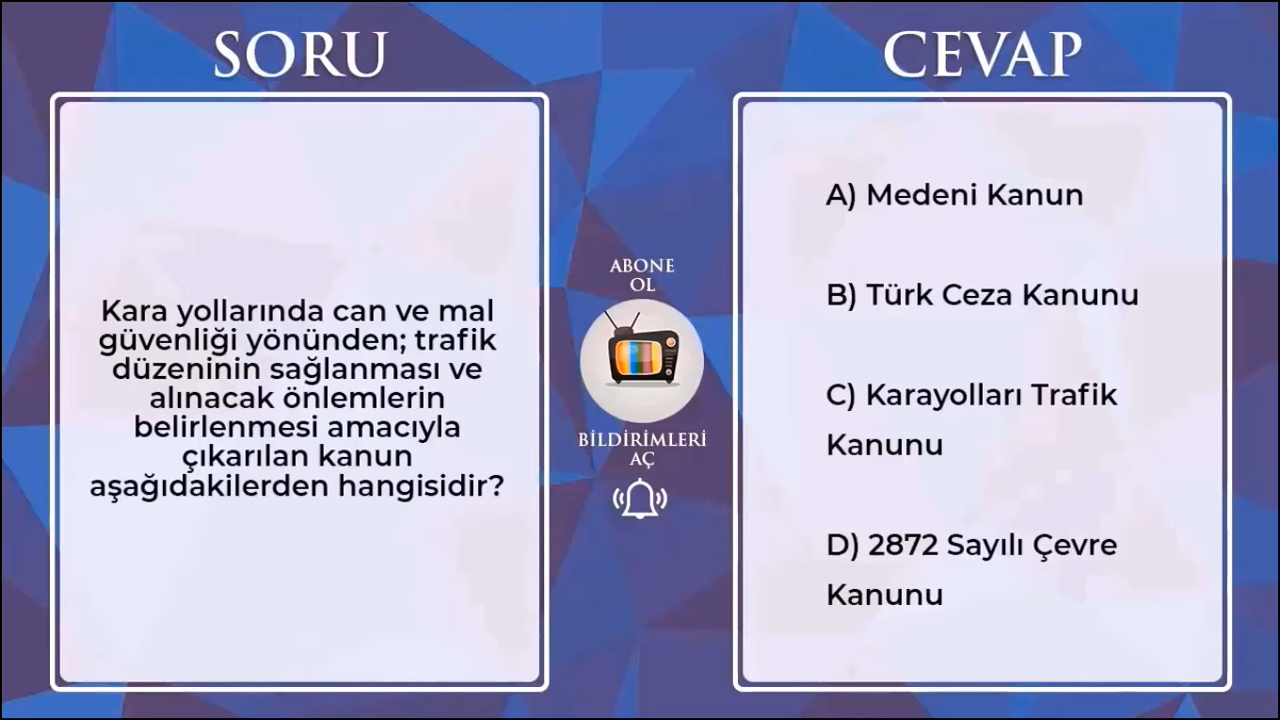 SORU
Kara yollarında can ve mal
güvenliği yönünden; trafik
düzeninin sağlanması ve
alınacak önlemlerin
belirlenmesi amacıyla
çıkarılan kanun
aşağıdakilerden hangisidir?
ABONE
OL
BİLDİRİMLERİ
AÇ
CEVAP
A) Medeni Kanun
B) Türk Ceza Kanunu
C) Karayolları Trafik
Kanunu
D) 2872 Sayılı Çevre
Kanunu